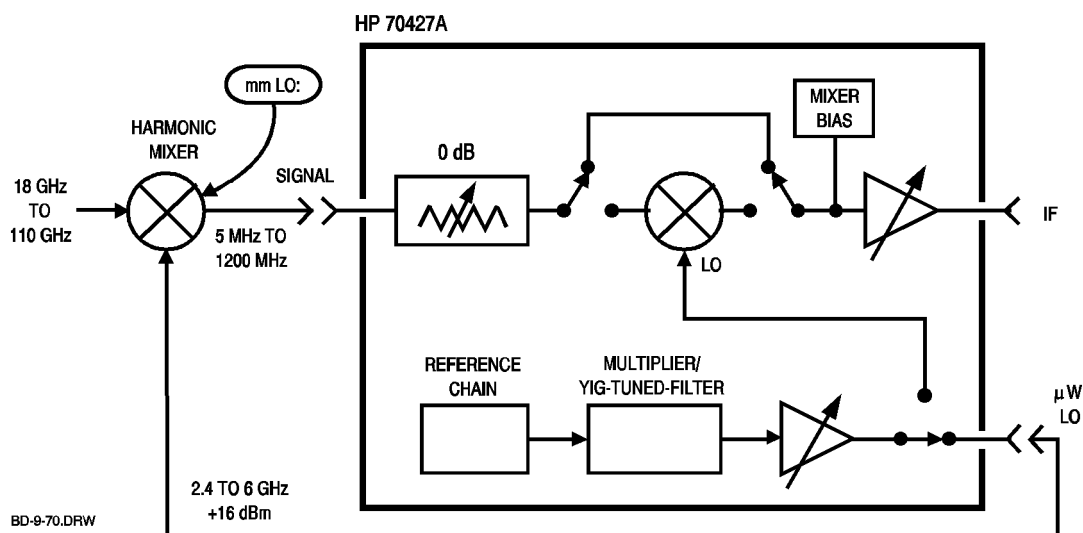 HP 70427A
mm LO:
HARMONIC
MIXER
MIXER
BIAS
0 dB
SIGNAL
18 GHz
TO
110 GHz
5 MHz TO
1200 MHz
LO
IF
REFERENCE
CHAIN
MULTIPLIER/
YIG-TUNED-FILTER
µW
LO
2.4 TO 6 GHz
+16 dBm
BD-9-70.DRW